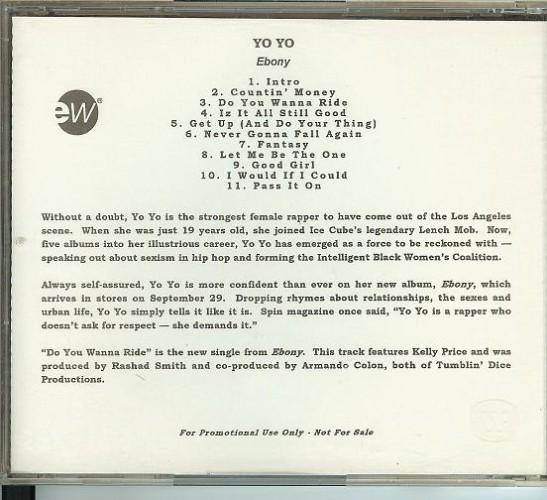 YO YO
Ebony
1. Intro
2. Countin' Money
3. Do You Wanna Ride
4. Iz It All Still Good
5. Get Up (And Do Your Thing)
6. Never Gonna Fall Again
7. Fantasy
8. Let Me Be The One
9. Good Girl
10. I Would If I Could
11. Pass It On
ew®
Without a doubt, Yo Yo is the strongest female rapper to have come out of the Los Angeles
scene. When she was just 19 years old, she joined Ice Cube's legendary Lench Mob. Now,
five albums into her illustrious career, Yo Yo has emerged as a force to be reckoned with —
speaking out about sexism in hip hop and forming the Intelligent Black Women's Coalition.
Always self-assured, Yo Yo is more confident than ever on her new album, Ebony, which
arrives in stores on September 29. Dropping rhymes about relationships, the sexes and
urban life, Yo Yo simply tells it like it is. Spin magazine once said, "Yo Yo is a rapper who
doesn't ask for respect — she demands it."
"Do You Wanna Ride" is the new single from Ebony. This track features Kelly Price and was
produced by Rashad Smith and co-produced by Armando Colon, both of Tumblin' Dice
Productions.
For Promotional Use Only - Not For Sale